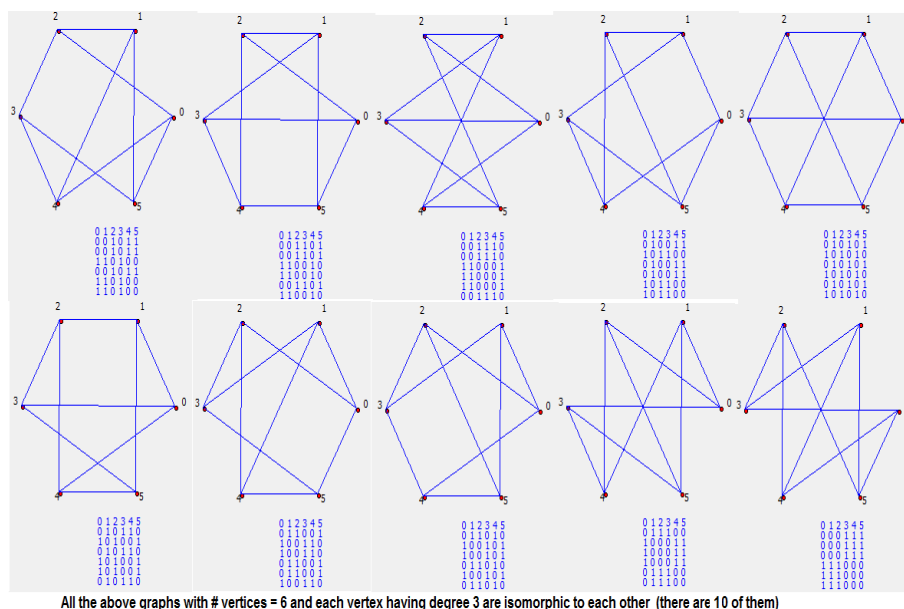 2 1
3 0
4 5
0 1 2 3 4 5
0 0 1 0 1 1
0 0 1 0 1 1
1 1 0 1 0 0
0 0 1 0 1 1
1 1 0 1 0 0
1 1 0 1 0 0
2 1
3 0
4 5
0 1 2 3 4 5
0 0 1 1 0 1
0 0 1 1 0 1
1 1 0 0 1 0
1 1 0 0 1 0
0 0 1 1 0 1
1 1 0 0 1 0
2 1
3 0
4 5
0 1 2 3 4 5
0 0 1 1 1 0
0 0 1 1 1 0
1 1 0 0 0 1
1 1 0 0 0 1
1 1 0 0 0 1
0 0 1 1 1 0
2 1
3 0
4 5
0 1 2 3 4 5
0 1 0 0 1 1
1 0 1 1 0 0
0 1 0 0 1 1
0 1 0 0 1 1
1 0 1 1 0 0
1 0 1 1 0 0
2 1
3
4 5
0 1 2 3 4 5
0 1 0 1 0 1
1 0 1 0 1 0
0 1 0 1 0 1
1 0 1 0 1 0
0 1 0 1 0 1
1 0 1 0 1 0
2 1
3 0
4 5
0 1 2 3 4 5
0 1 0 1 1 0
1 0 1 0 0 1
0 1 0 1 1 0
1 0 1 0 0 1
1 0 1 0 0 1
0 1 0 1 1 0
2 1
3 0
4 5
0 1 2 3 4 5
0 1 1 0 0 1
1 0 0 1 1 0
1 0 0 1 1 0
0 1 1 0 0 1
0 1 1 0 0 1
1 0 0 1 1 0
2 1
3 0
4 5
0 1 2 3 4 5
0 1 1 0 1 0
1 0 0 1 0 1
1 0 0 1 0 1
0 1 1 0 1 0
1 0 0 1 0 1
0 1 1 0 1 0
2 1
3 0
4 5
0 1 2 3 4 5
0 1 1 1 0 0
1 0 0 0 1 1
1 0 0 0 1 1
1 0 0 0 1 1
0 1 1 1 0 0
0 1 1 1 0 0
2 1
3
4 5
0 1 2 3 4 5
0 0 0 1 1 1
0 0 0 1 1 1
0 0 0 1 1 1
1 1 1 0 0 0
1 1 1 0 0 0
1 1 1 0 0 0
All the above graphs with # vertices = 6 and each vertex having degree 3 are isomorphic to each other (there are 10 of them)